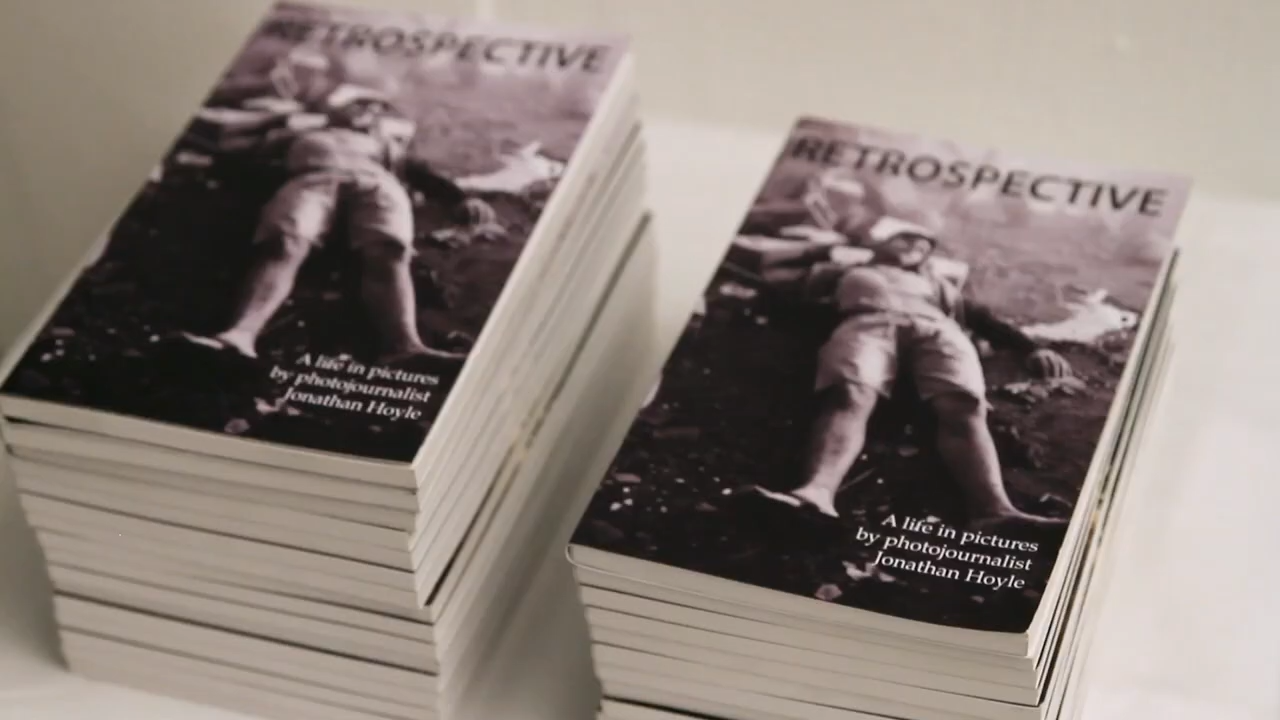 RETROSPECTIVE
A life in pictures
by photojournalist
Jonathan Hoyle
RETROSPECTIVE
A life in pictures
by photojournalist
Jonathan Hoyle